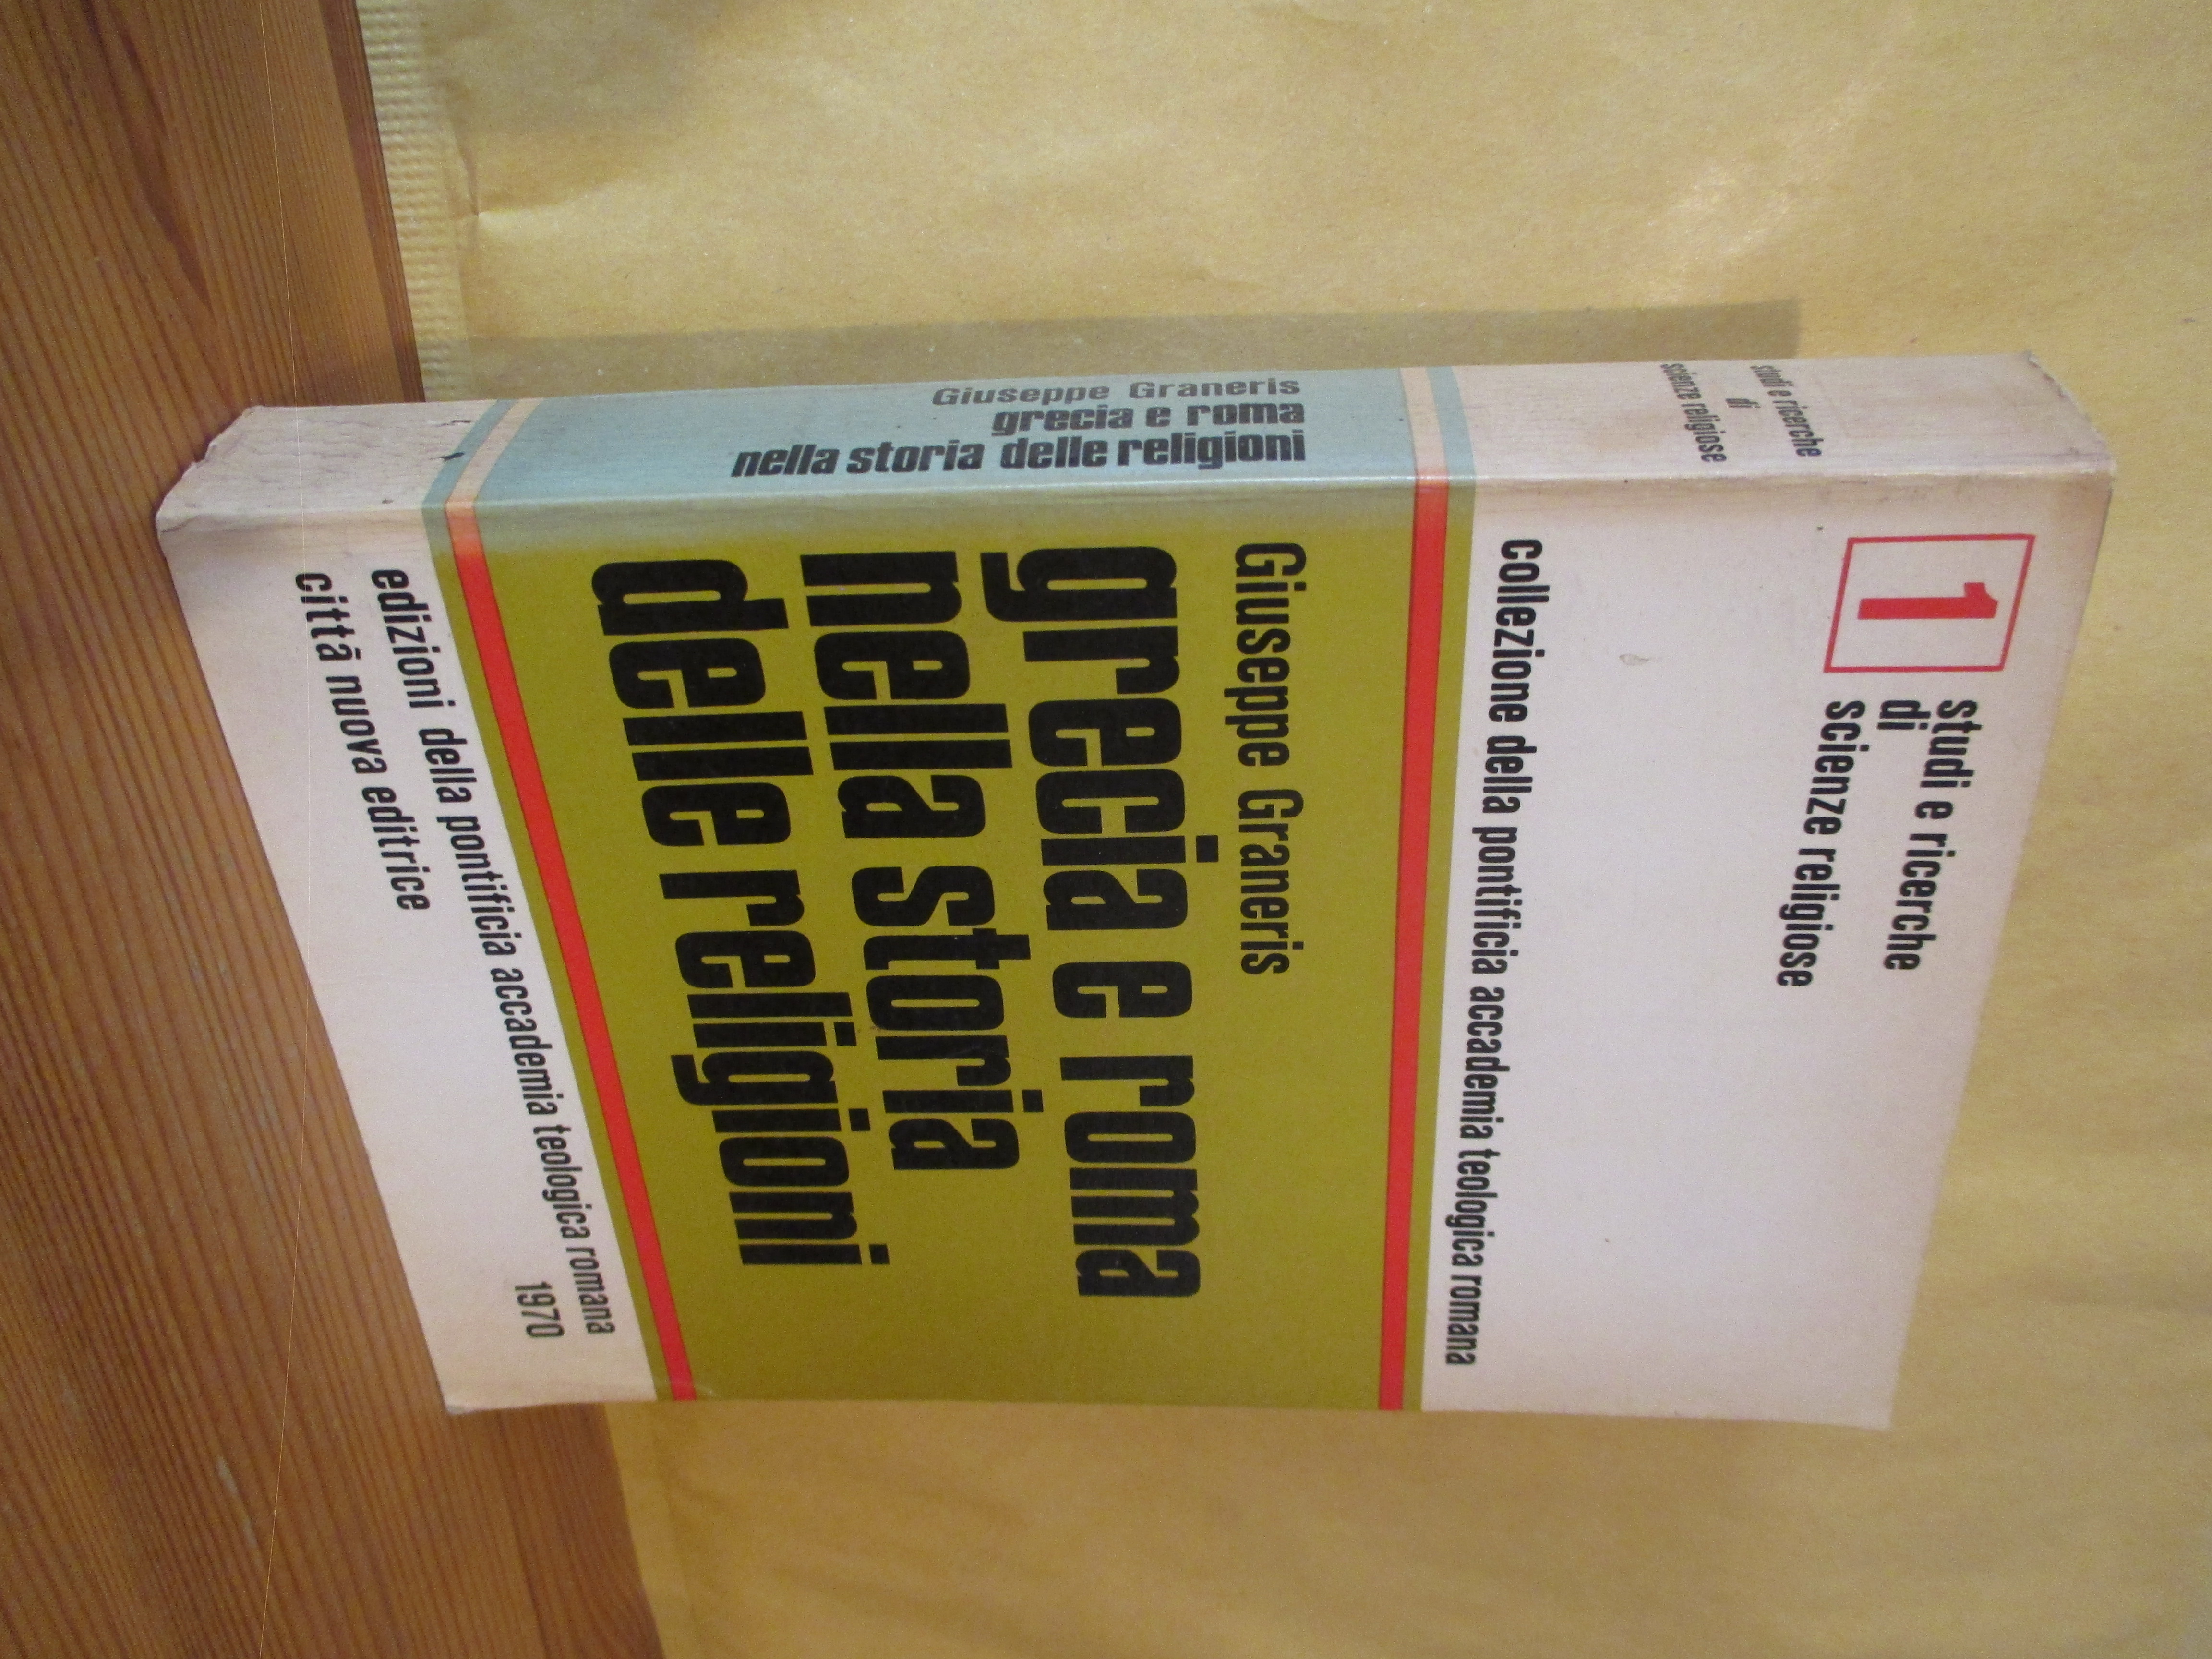 1
studi e ricerche
di
scienze religiose
collezione della pontificia accademia teologica romana
Giuseppe Graneris
grecia e roma
nella storia
delle religioni
edizioni della pontificia accademia teologica romana
città nuova editrice
1970
studi e ricerche
di
scienze religiose
Giuseppe Graneris
grecia e roma
nella storia delle religioni